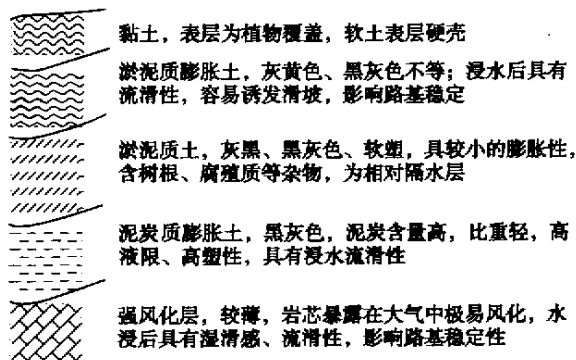 黏土，表层为植物覆盖，软土表层硬壳
淤泥质膨胀土，灰黄色、黑灰色不等；浸水后具有
流滑性，容易诱发滑坡，影响路基稳定
淤泥质土，灰黑、黑灰色、软塑，具较小的膨胀性，
含树根、腐殖质等杂物，为相对隔水层
泥炭质膨胀土，黑灰色，泥炭含量高，比重轻，高
液限、高塑性，具有浸水流滑性
强风化层，较薄，岩芯暴露在大气中极易风化，水
浸后具有湿滑感、流滑性，影响路基稳定性